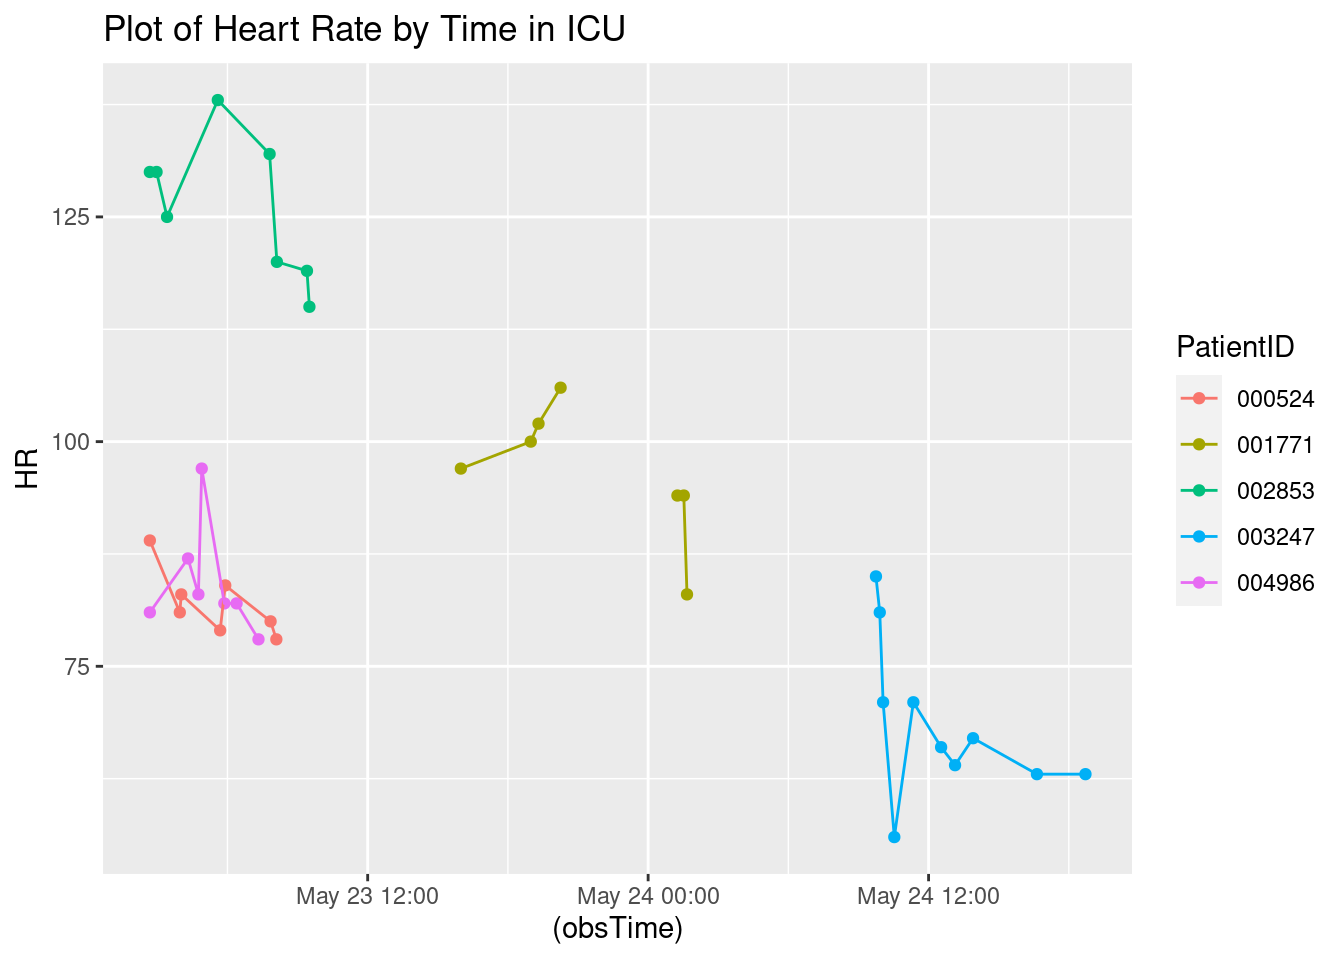 Plot of Heart Rate by Time in ICU
HR
125
100
75
May 23 12:00
May 24 00:00
May 24 12:00
(obsTime)
PatientID
000524
001771
002853
003247
004986